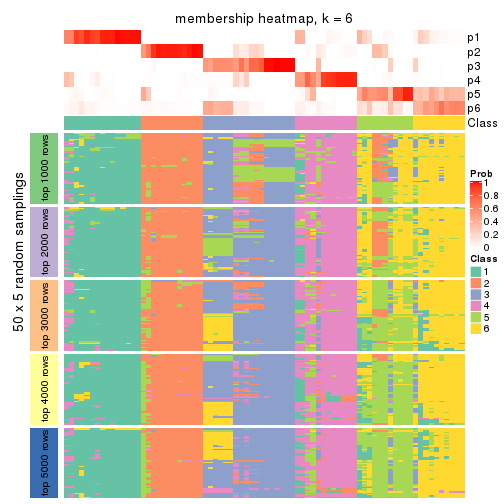 membership heatmap, k = 6
p1
p2
p3
p4
p5
p6
Class
50 x 5 random samplings
top 1000 rows
top 2000 rows
top 3000 rows
top 4000 rows
top 5000 rows
Prob
1
0.8
0.6
0.4
0.2
0
Class
1
2
3
4
5
6